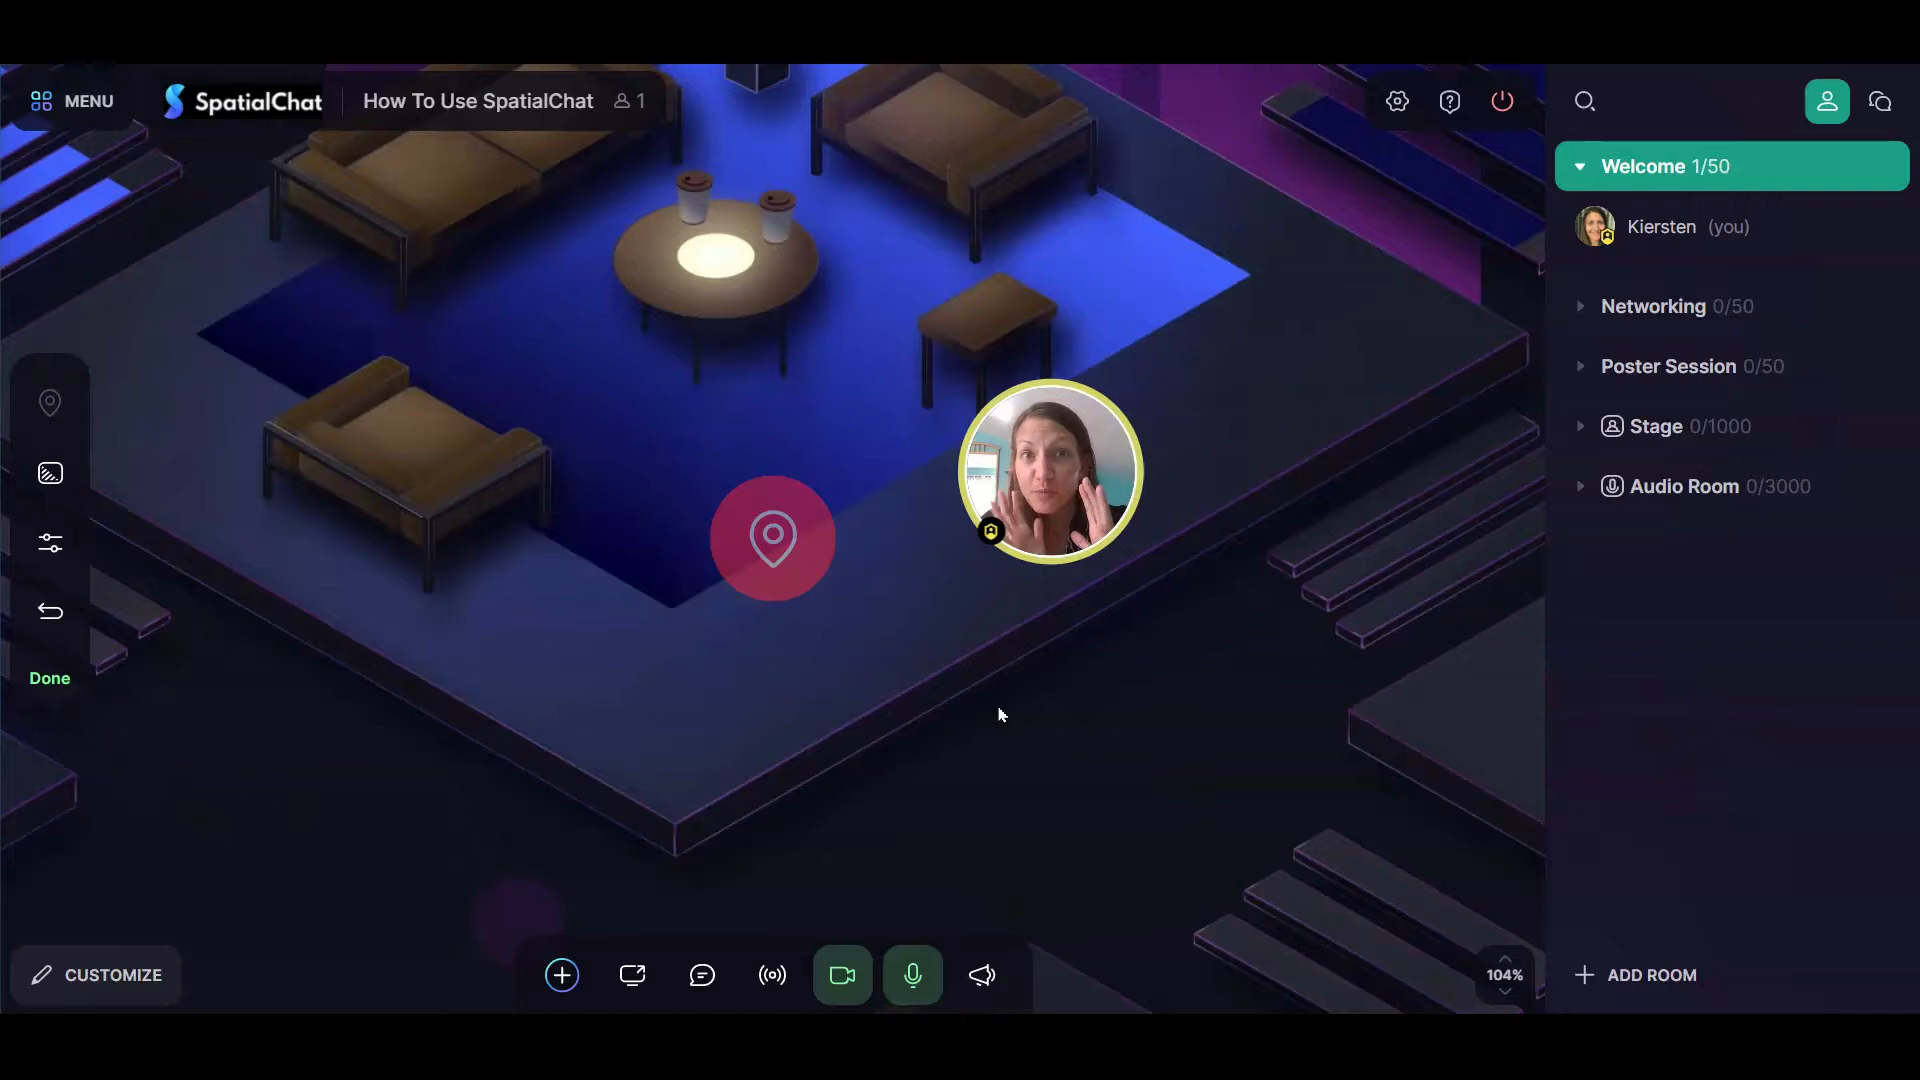 MENU
SpatialChat
How To Use SpatialChat
1
Welcome 1/50
Kiersten (you)
Networking 0/50
Poster Session 0/50
Stage 0/1000
Audio Room 0/3000
Done
CUSTOMIZE
104%
ADD ROOM